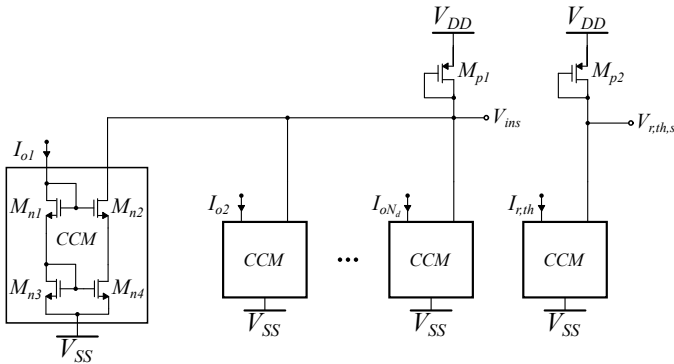 V_DD V_DD
M_p1 M_p2
V_ins V_r,th,s
I_o1
M_n1 M_n2
I_o2 I_oN_d I_r,th
CCM CCM ... CCM CCM
M_n3 M_n4
V_SS V_SS V_SS
V_SS